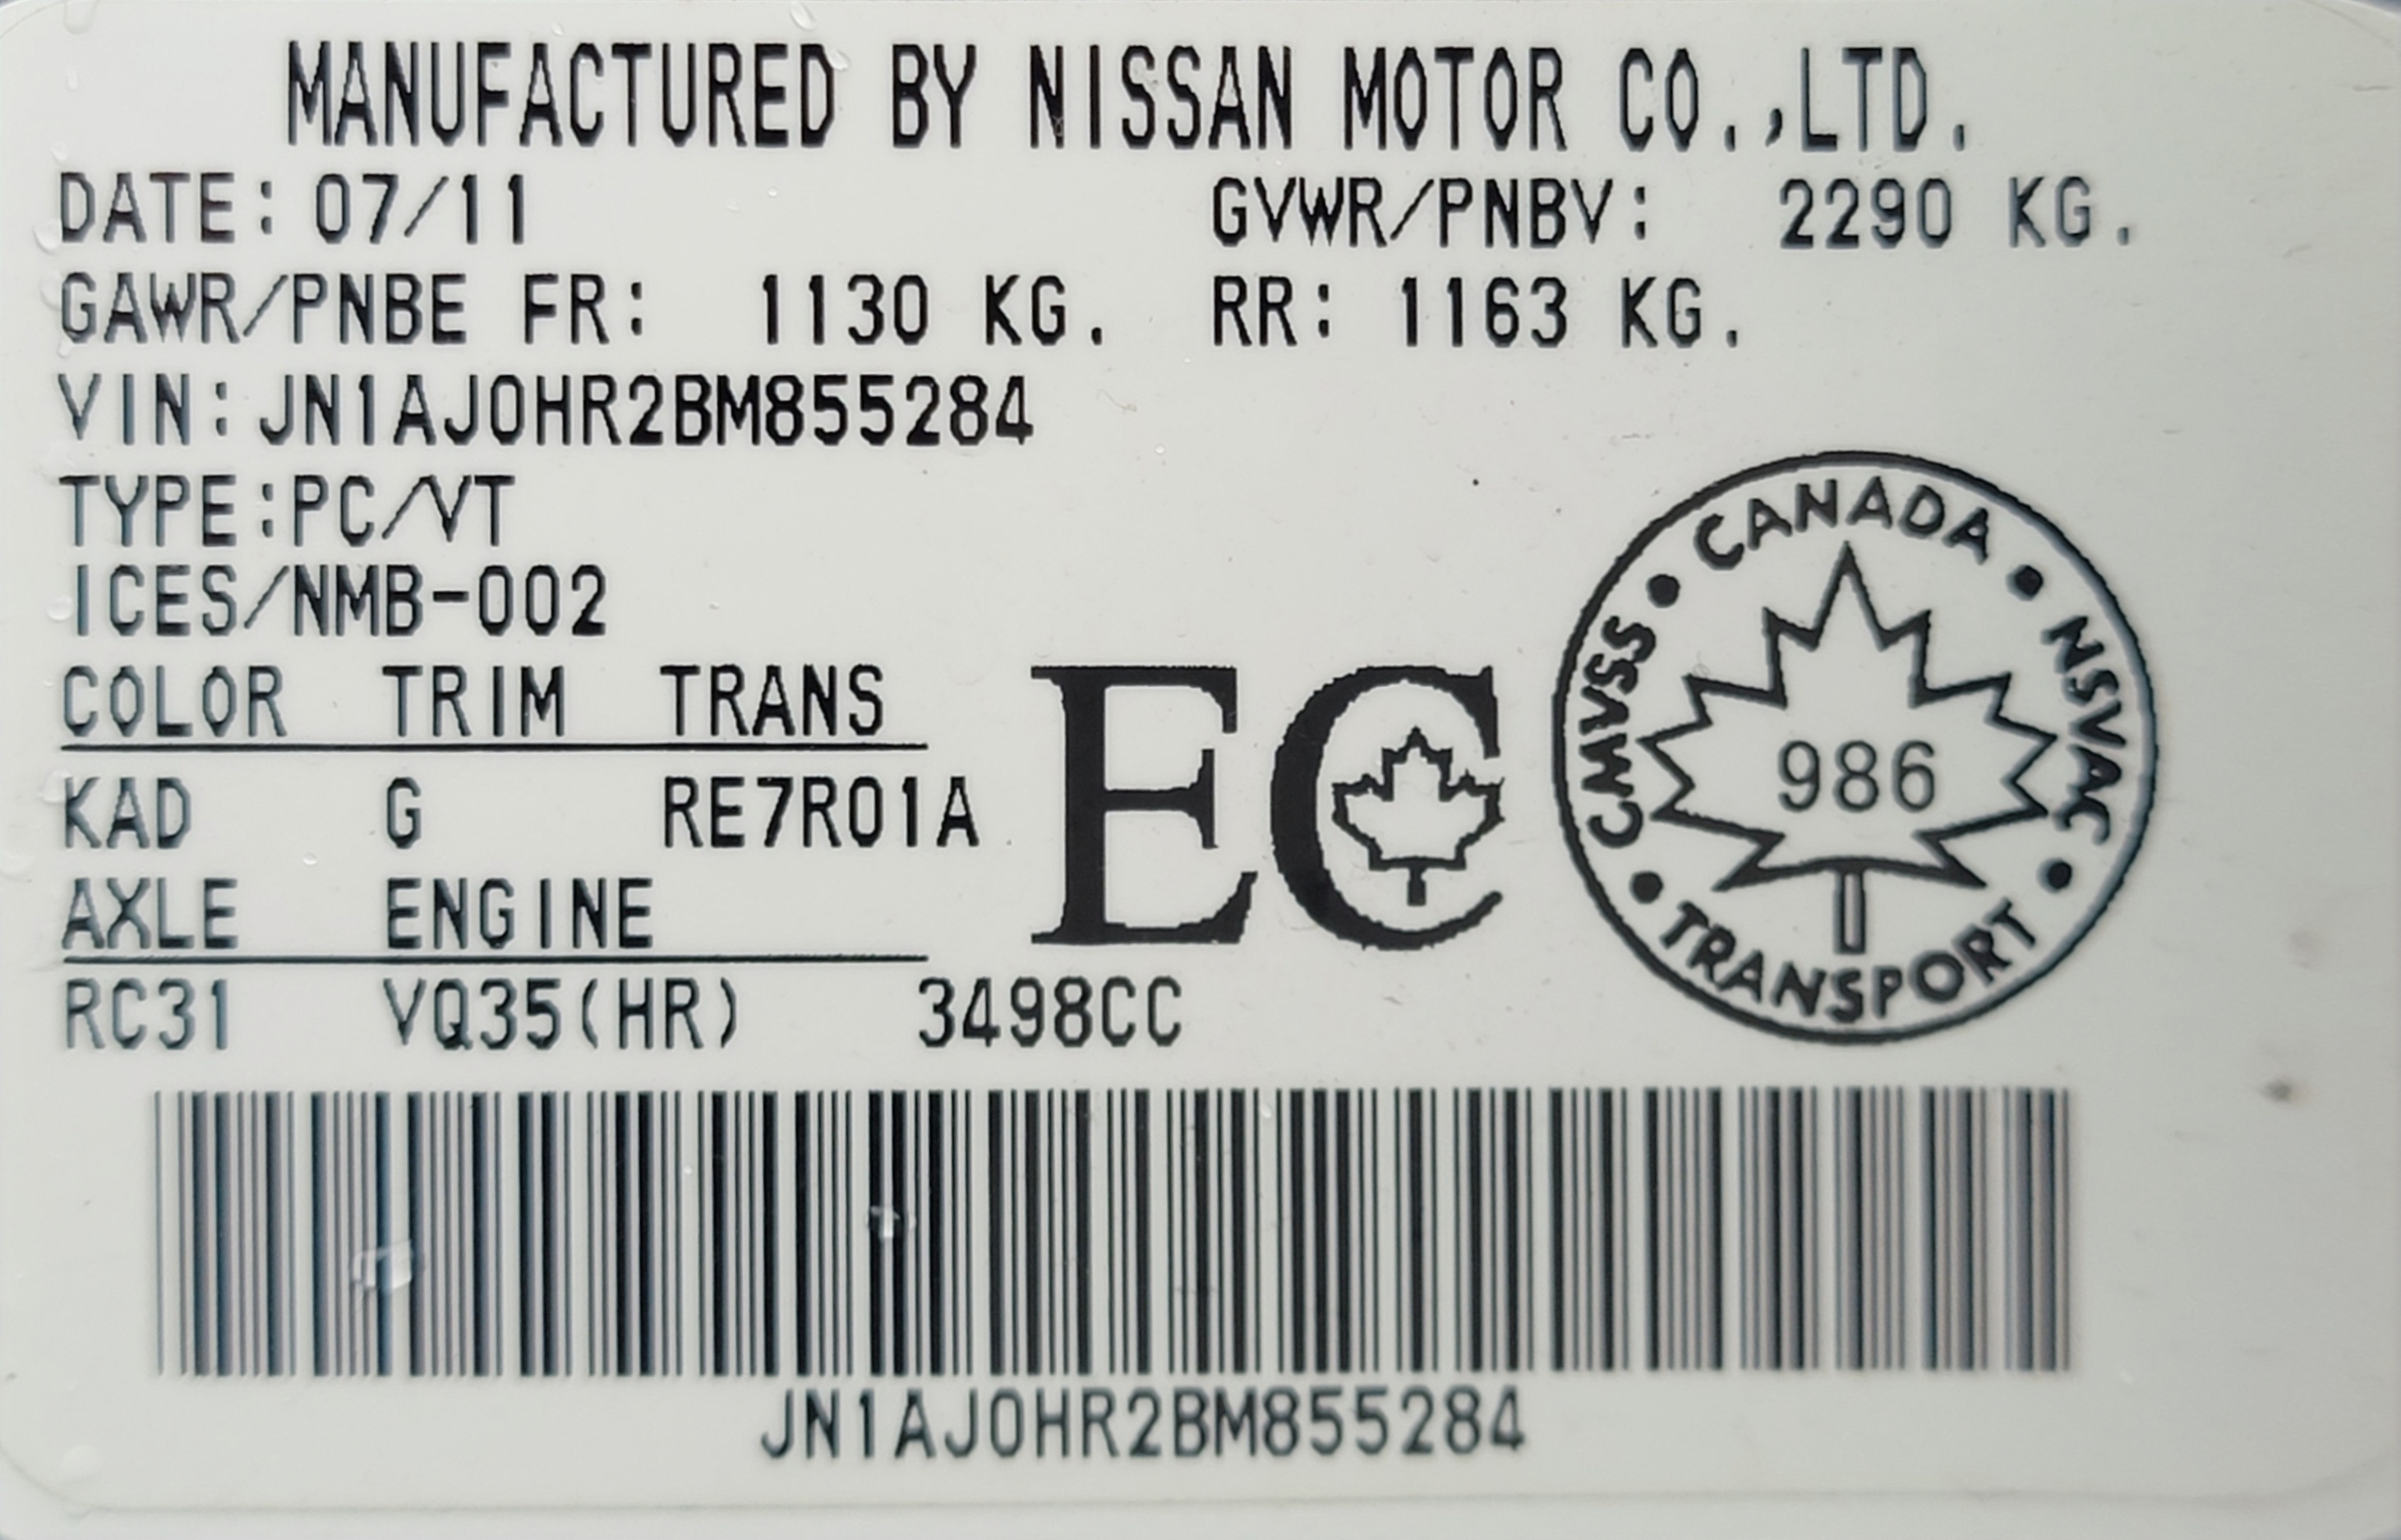 MANUFACTURED BY NISSAN MOTOR CO.,LTD.
DATE: 07/11 GVWR/PNBV: 2290 KG.
GAWR/PNBE FR: 1130 KG. RR: 1163 KG.
VIN:JN1AJ0HR2BM855284
TYPE:PC/VT
ICES/NMB-002
COLOR TRIM TRANS
KAD G RE7R01A
AXLE ENGINE
RC31 VQ35(HR) 3498CC
EC
CANADA • NSVAC • TRANSPORT • CMVSS •
986
JN1AJ0HR2BM855284